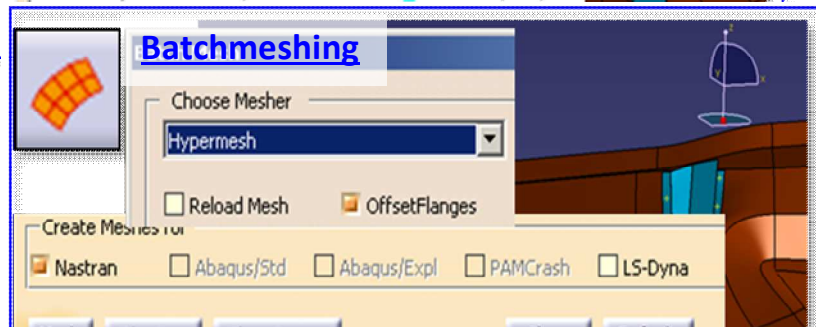 Batchmeshing
Choose Mesher
Hypermesh
Reload Mesh OffsetFlanges
Create Meshes For
Nastran Abaqus/Std Abaqus/Expl PAMCrash LS-Dyna
z
y x